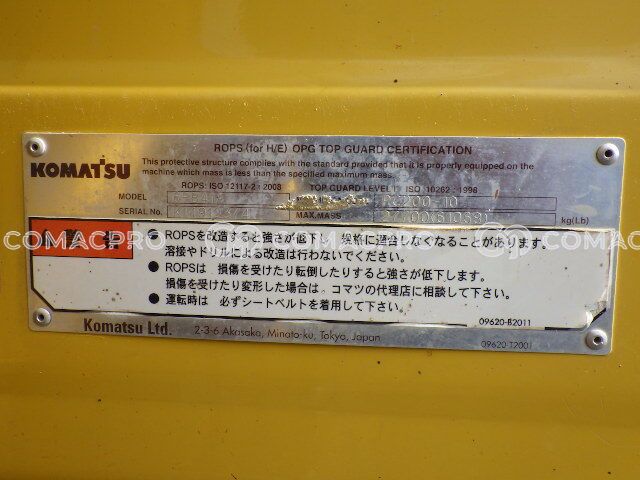 KOMATSU
ROPS (for H/E) OPG TOP GUARD CERTIFICATION
This protective structure complies with the standard provided that it is properly equipped on the
machine which mass is less than the specified maximum mass.
ROPS: ISO 12117-2 : 2008 TOP GUARD LEVEL 1 : ISO 10262 : 1998
MODEL PC200-10
SERIAL No. MAX.MASS kg(Lb)
警告
● ROPSを改造すると強さが低下し、規格に適合しなくなることがあります。
溶接やドリルによる改造は行わないでください。
● ROPSは 損傷を受けたり転倒したりすると強さが低下します。
損傷を受けたり変形した場合は、コマツの代理店に相談して下さい。
● 運転時は 必ずシートベルトを着用して下さい。
09620-B2011
Komatsu Ltd. 2-3-6 Akasaka, Minato-ku, Tokyo, Japan
09620-T2001
COMACPRO